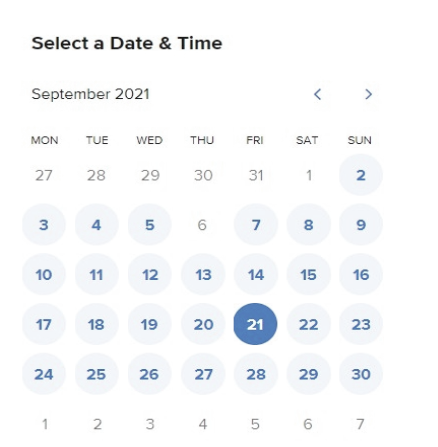 Select a Date & Time
September 2021
MON TUE WED THU FRI SAT SUN
27 28 29 30 31 1 2
3 4 5 6 7 8 9
10 11 12 13 14 15 16
17 18 19 20 21 22 23
24 25 26 27 28 29 30
1 2 3 4 5 6 7